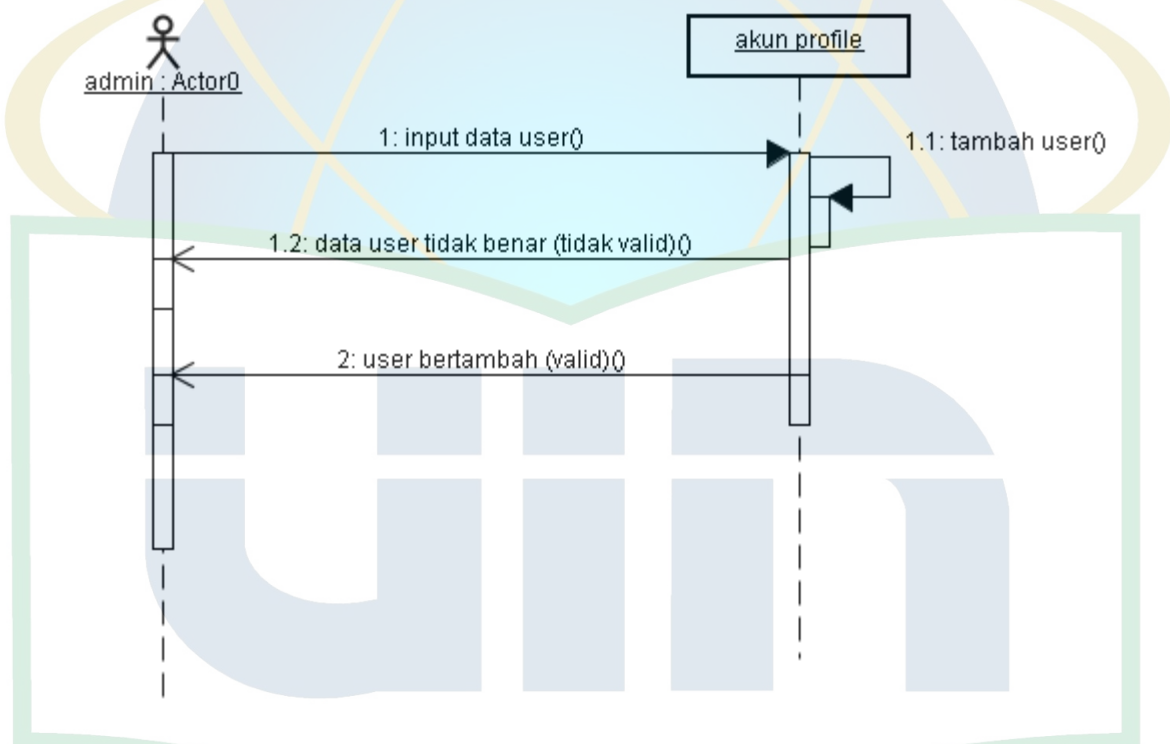 akun profile
admin : Actor0
1: input data user()
1.1: tambah user()
1.2: data user tidak benar (tidak valid)()
2: user bertambah (valid)()
uin